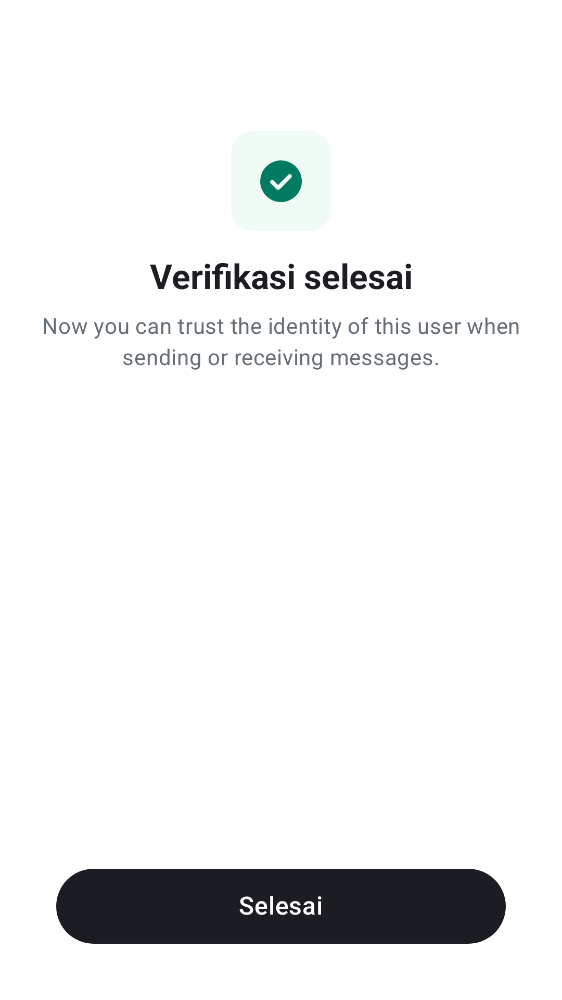 Verifikasi selesai
Now you can trust the identity of this user when
sending or receiving messages.
Selesai